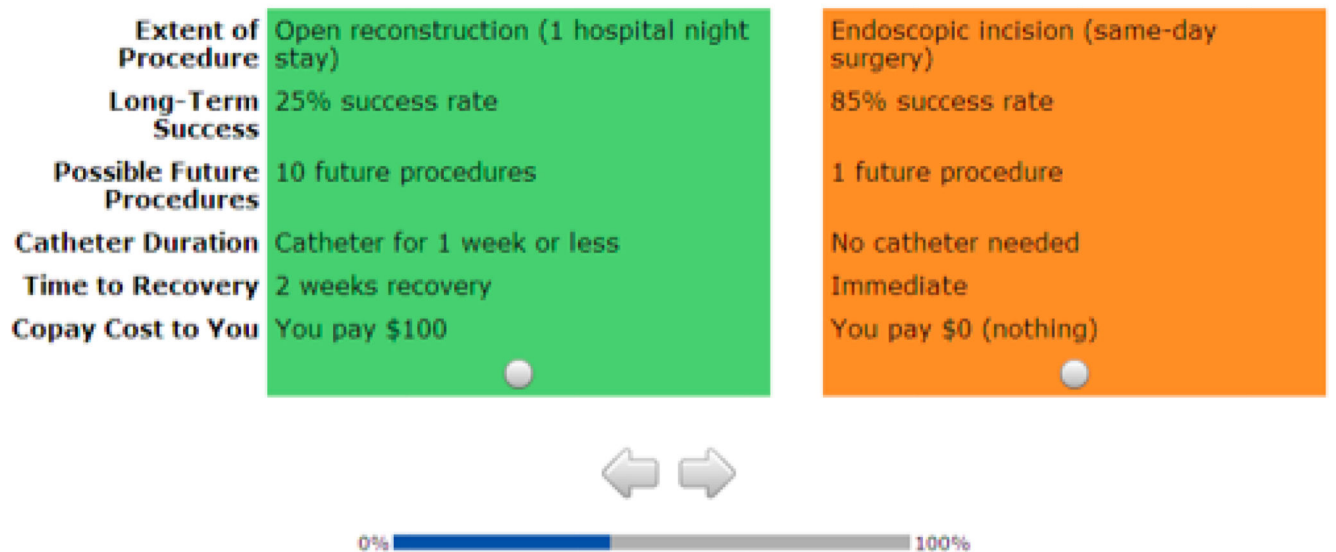 Extent of Procedure Open reconstruction (1 hospital night stay) Endoscopic incision (same-day surgery)
Long-Term Success 25% success rate 85% success rate
Possible Future Procedures 10 future procedures 1 future procedure
Catheter Duration Catheter for 1 week or less No catheter needed
Time to Recovery 2 weeks recovery Immediate
Copay Cost to You You pay $100 You pay $0 (nothing)
0% 100%